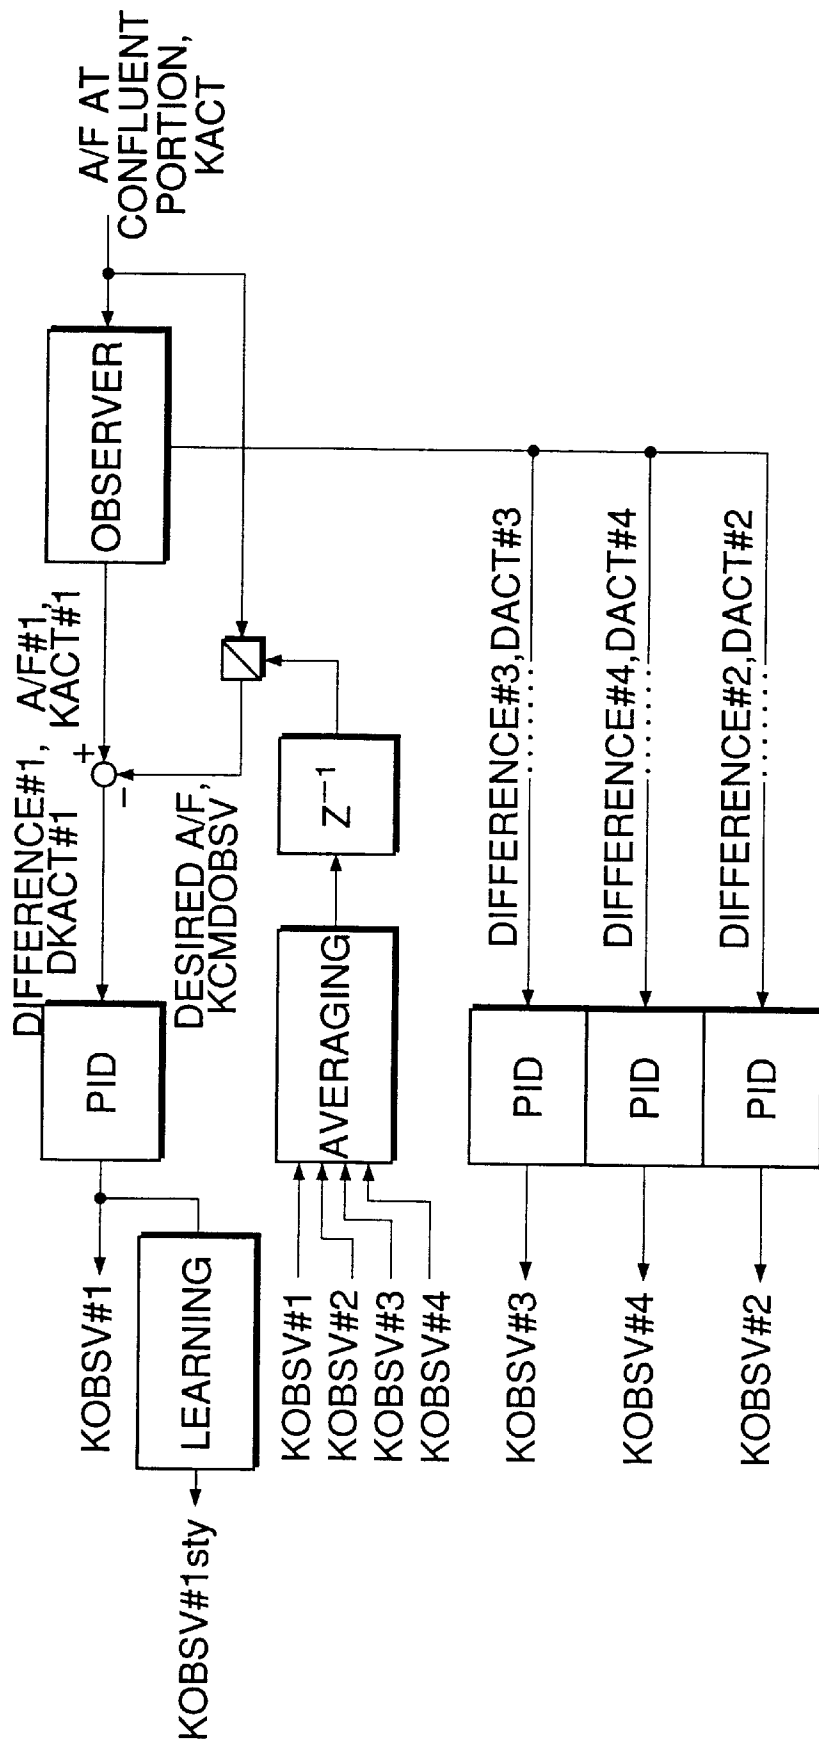 A/F AT
CONFLUENT
PORTION,
KACT
OBSERVER
A/F#1,
KACT#1
DIFFERENCE#1,
DKACT#1
+
−
DESIRED A/F,
KCMDOBSV
PID
KOBSV#1
LEARNING
KOBSV#1sty
Z⁻¹
AVERAGING
KOBSV#1
KOBSV#2
KOBSV#3
KOBSV#4
DIFFERENCE#3,DACT#3
DIFFERENCE#4,DACT#4
DIFFERENCE#2,DACT#2
PID
PID
PID
KOBSV#3
KOBSV#4
KOBSV#2